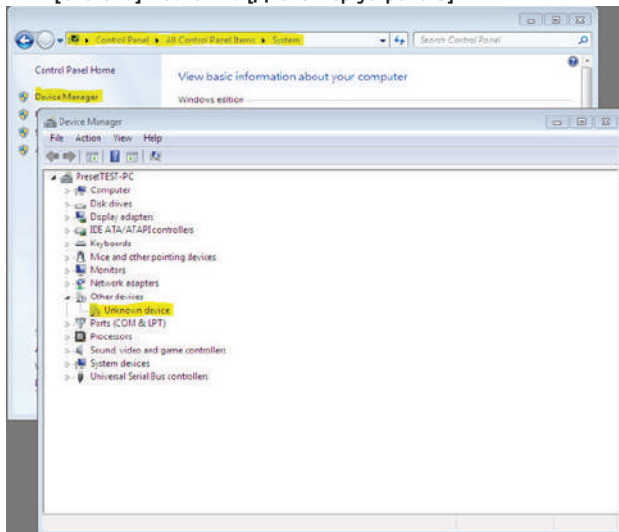 Control Panel ▸ All Control Panel Items ▸ System
Search Control Panel
Control Panel Home
View basic information about your computer
Device Manager
Windows edition
Device Manager
File Action View Help
PresetTEST-PC
Computer
Disk drives
Display adapters
IDE ATA/ATAPI controllers
Keyboards
Mice and other pointing devices
Monitors
Network adapters
Other devices
Unknown device
Ports (COM & LPT)
Processors
Sound, video and game controllers
System devices
Universal Serial Bus controllers